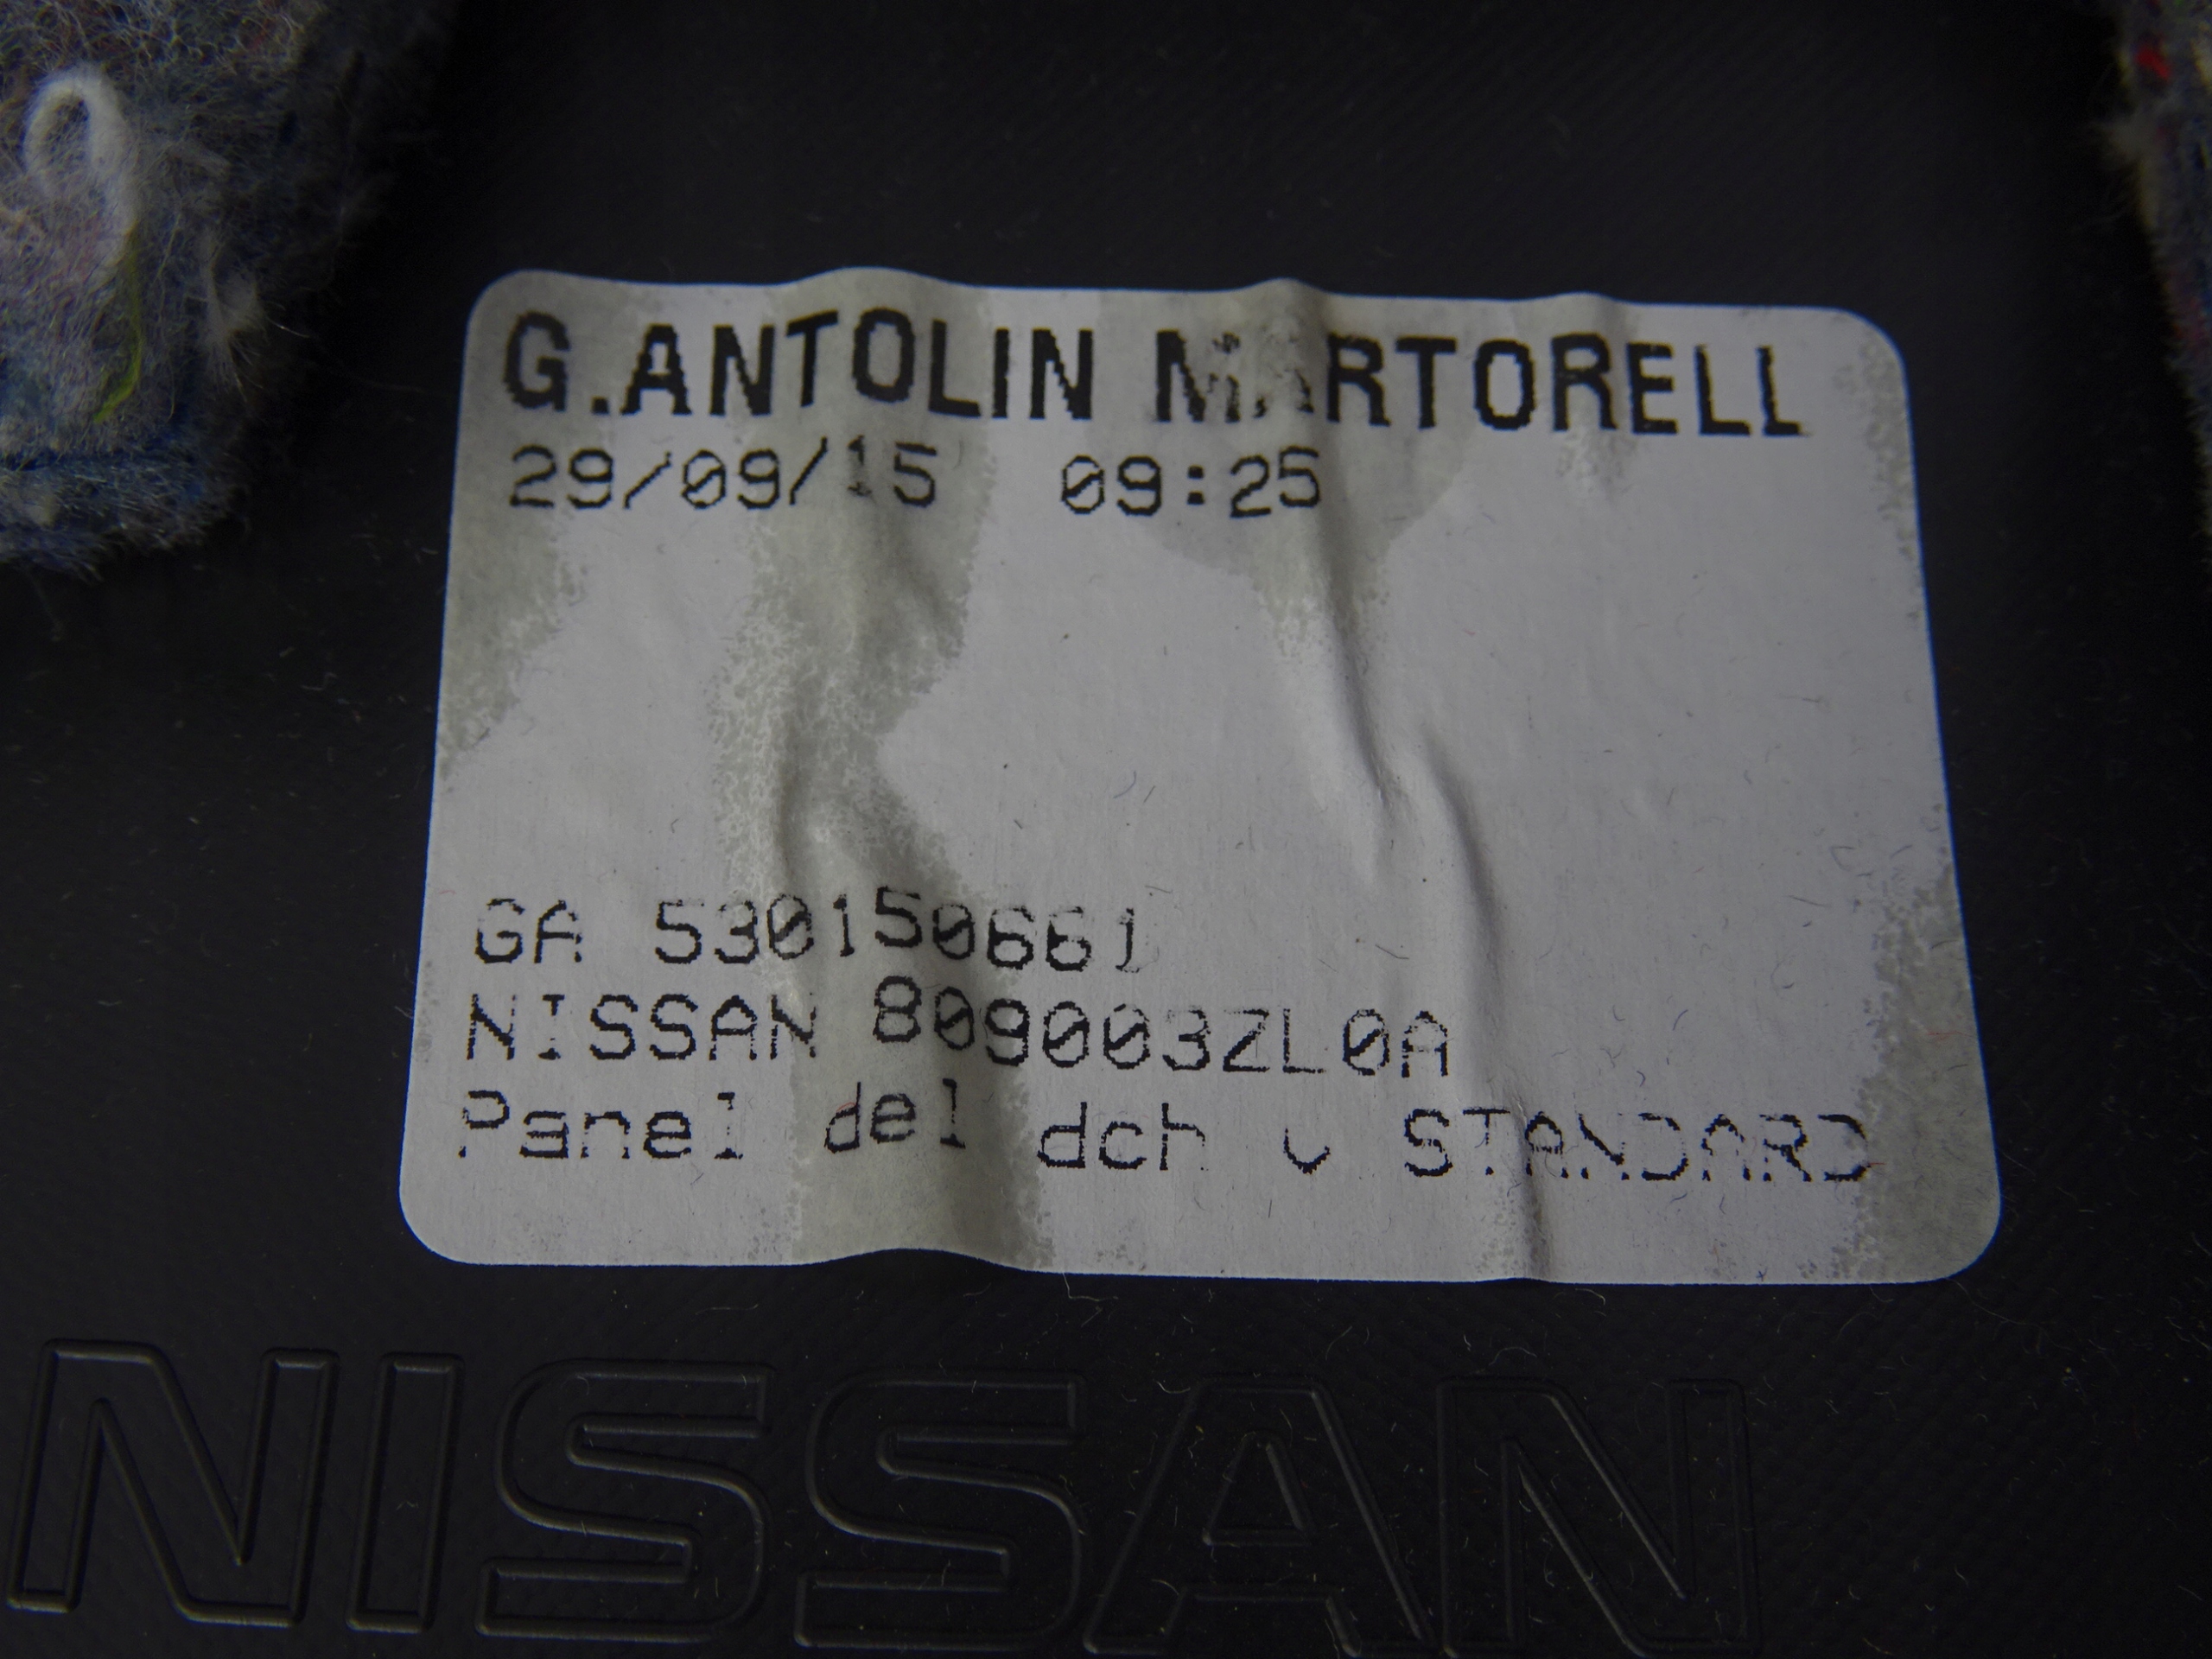 G.ANTOLIN MARTORELL
29/09/15 09:25
GA 530150661
NISSAN 809003ZL0A
Panel del dch v STANDARD
NISSAN